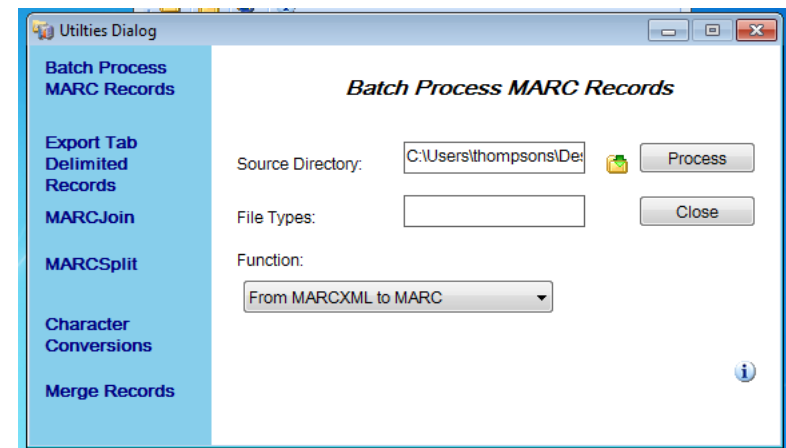 Utilties Dialog
Batch Process
MARC Records
Export Tab
Delimited
Records
MARCJoin
MARCSplit
Character
Conversions
Merge Records
Batch Process MARC Records
Source Directory:
C:\Users\thompsons\De
Process
File Types:
Close
Function:
From MARCXML to MARC